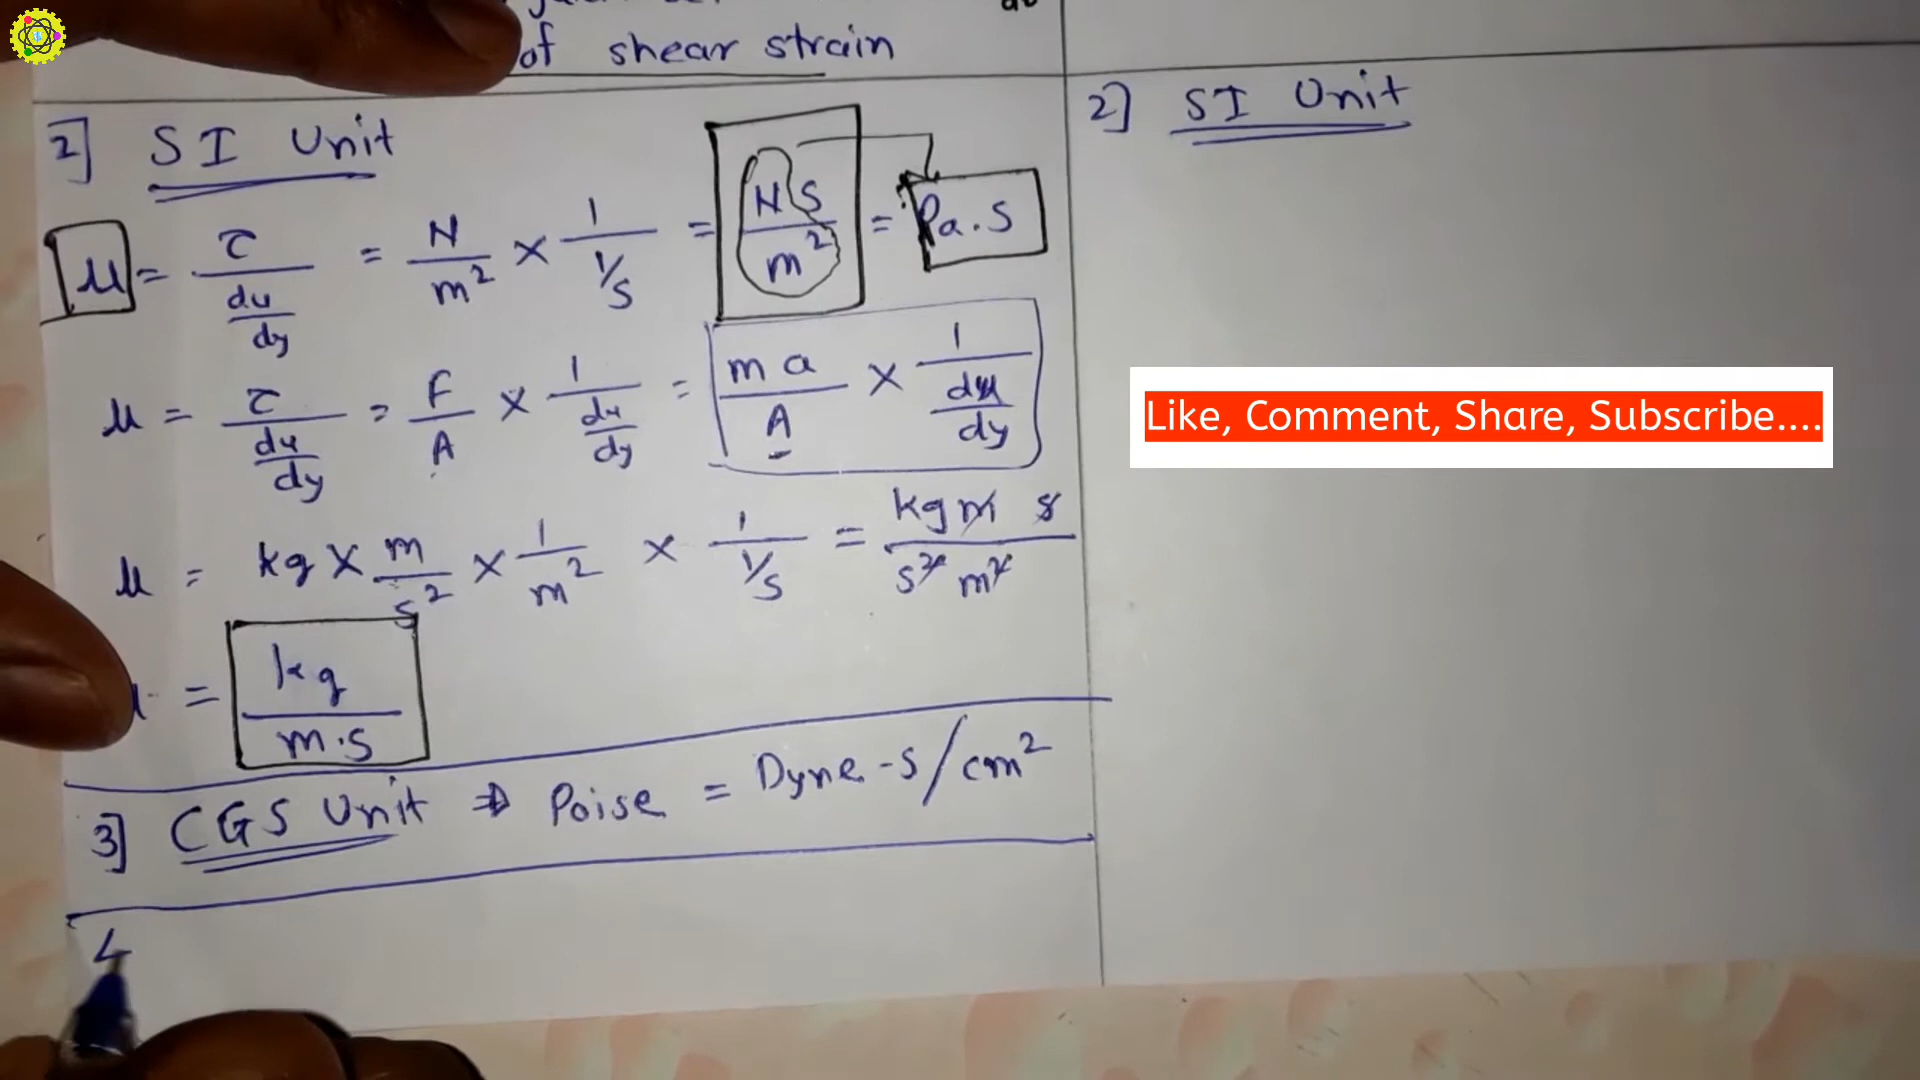 of shear strain
2] SI Unit
μ = τ / (du/dy) = N/m² × 1/(1/s) = N S/m² = Pa.S
μ = τ / (du/dy) = F/A × 1/(du/dy) = m a/A × 1/(du/dy)
μ = kg × m/s² × 1/m² × 1/(1/s) = kg m s / s² m²
= kg / m.s
3] CGS Unit ⇒ Poise = Dyne-s/cm²
2] SI Unit
Like, Comment, Share, Subscribe....